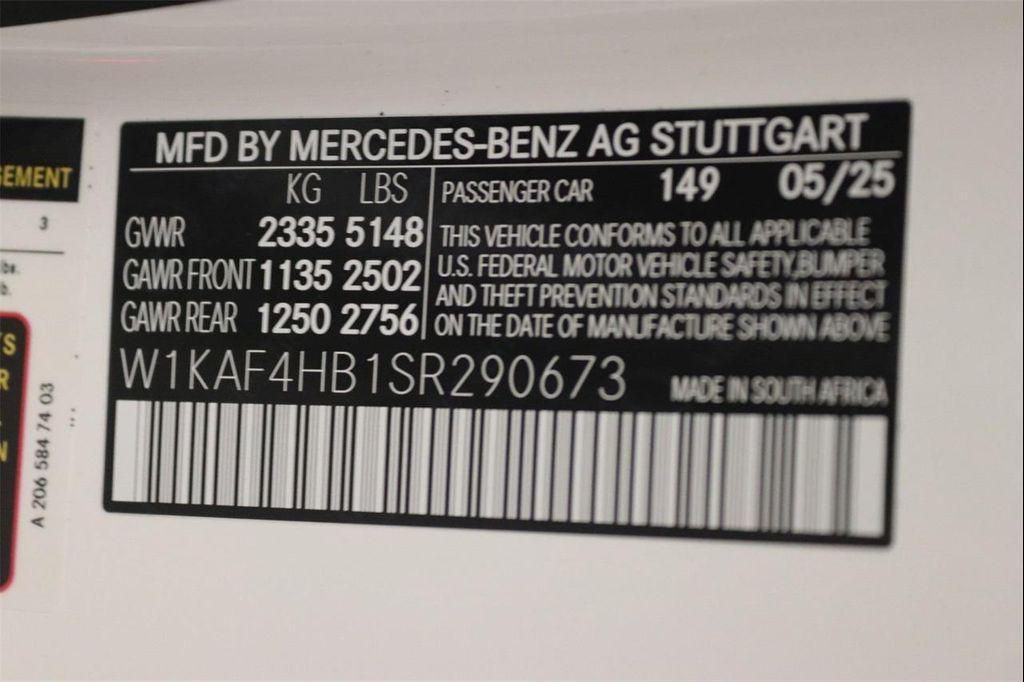 MFD BY MERCEDES-BENZ AG STUTTGART
KG LBS
GVWR 2335 5148
GAWR FRONT 1135 2502
GAWR REAR 1250 2756
PASSENGER CAR 149 05/25
THIS VEHICLE CONFORMS TO ALL APPLICABLE
U.S. FEDERAL MOTOR VEHICLE SAFETY,BUMPER
AND THEFT PREVENTION STANDARDS IN EFFECT
ON THE DATE OF MANUFACTURE SHOWN ABOVE
W1KAF4HB1SR290673
MADE IN SOUTH AFRICA
GEMENT
3
A 206 584 74 03